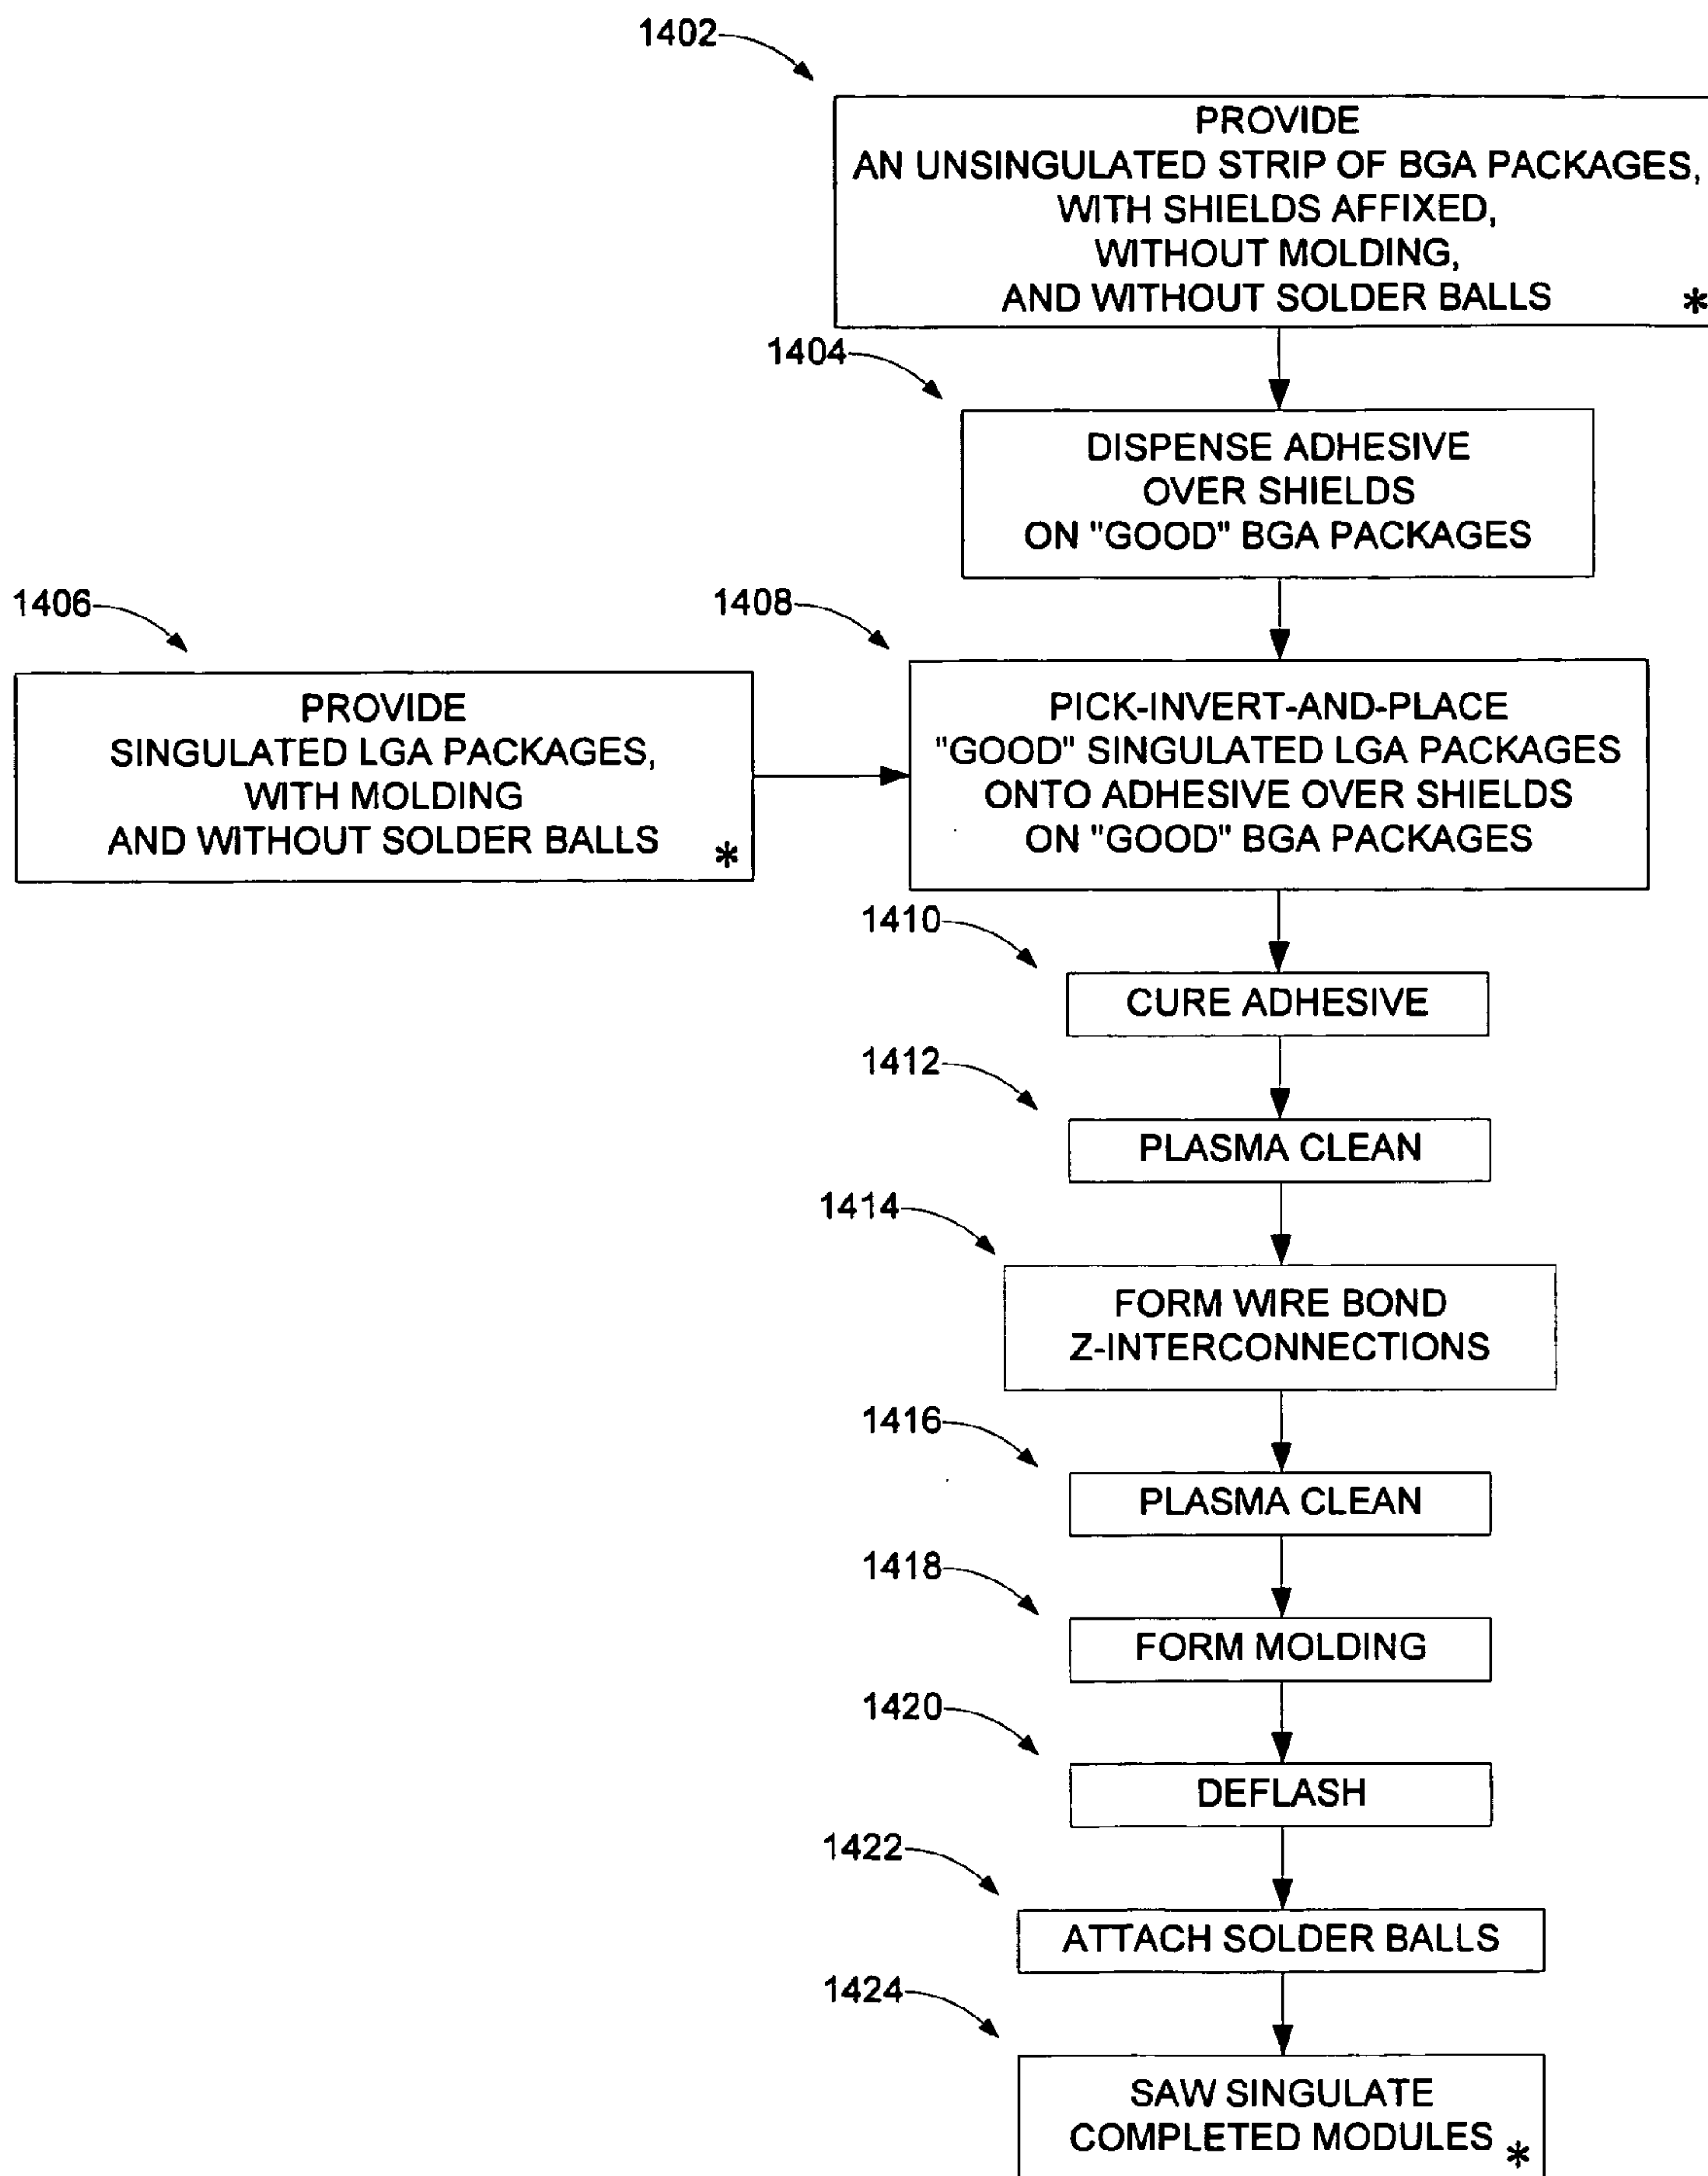 1402
PROVIDE
AN UNSINGULATED STRIP OF BGA PACKAGES,
WITH SHIELDS AFFIXED,
WITHOUT MOLDING,
AND WITHOUT SOLDER BALLS *
1404
DISPENSE ADHESIVE
OVER SHIELDS
ON "GOOD" BGA PACKAGES
1406
PROVIDE
SINGULATED LGA PACKAGES,
WITH MOLDING
AND WITHOUT SOLDER BALLS *
1408
PICK-INVERT-AND-PLACE
"GOOD" SINGULATED LGA PACKAGES
ONTO ADHESIVE OVER SHIELDS
ON "GOOD" BGA PACKAGES
1410
CURE ADHESIVE
1412
PLASMA CLEAN
1414
FORM WIRE BOND
Z-INTERCONNECTIONS
1416
PLASMA CLEAN
1418
FORM MOLDING
1420
DEFLASH
1422
ATTACH SOLDER BALLS
1424
SAW SINGULATE
COMPLETED MODULES *